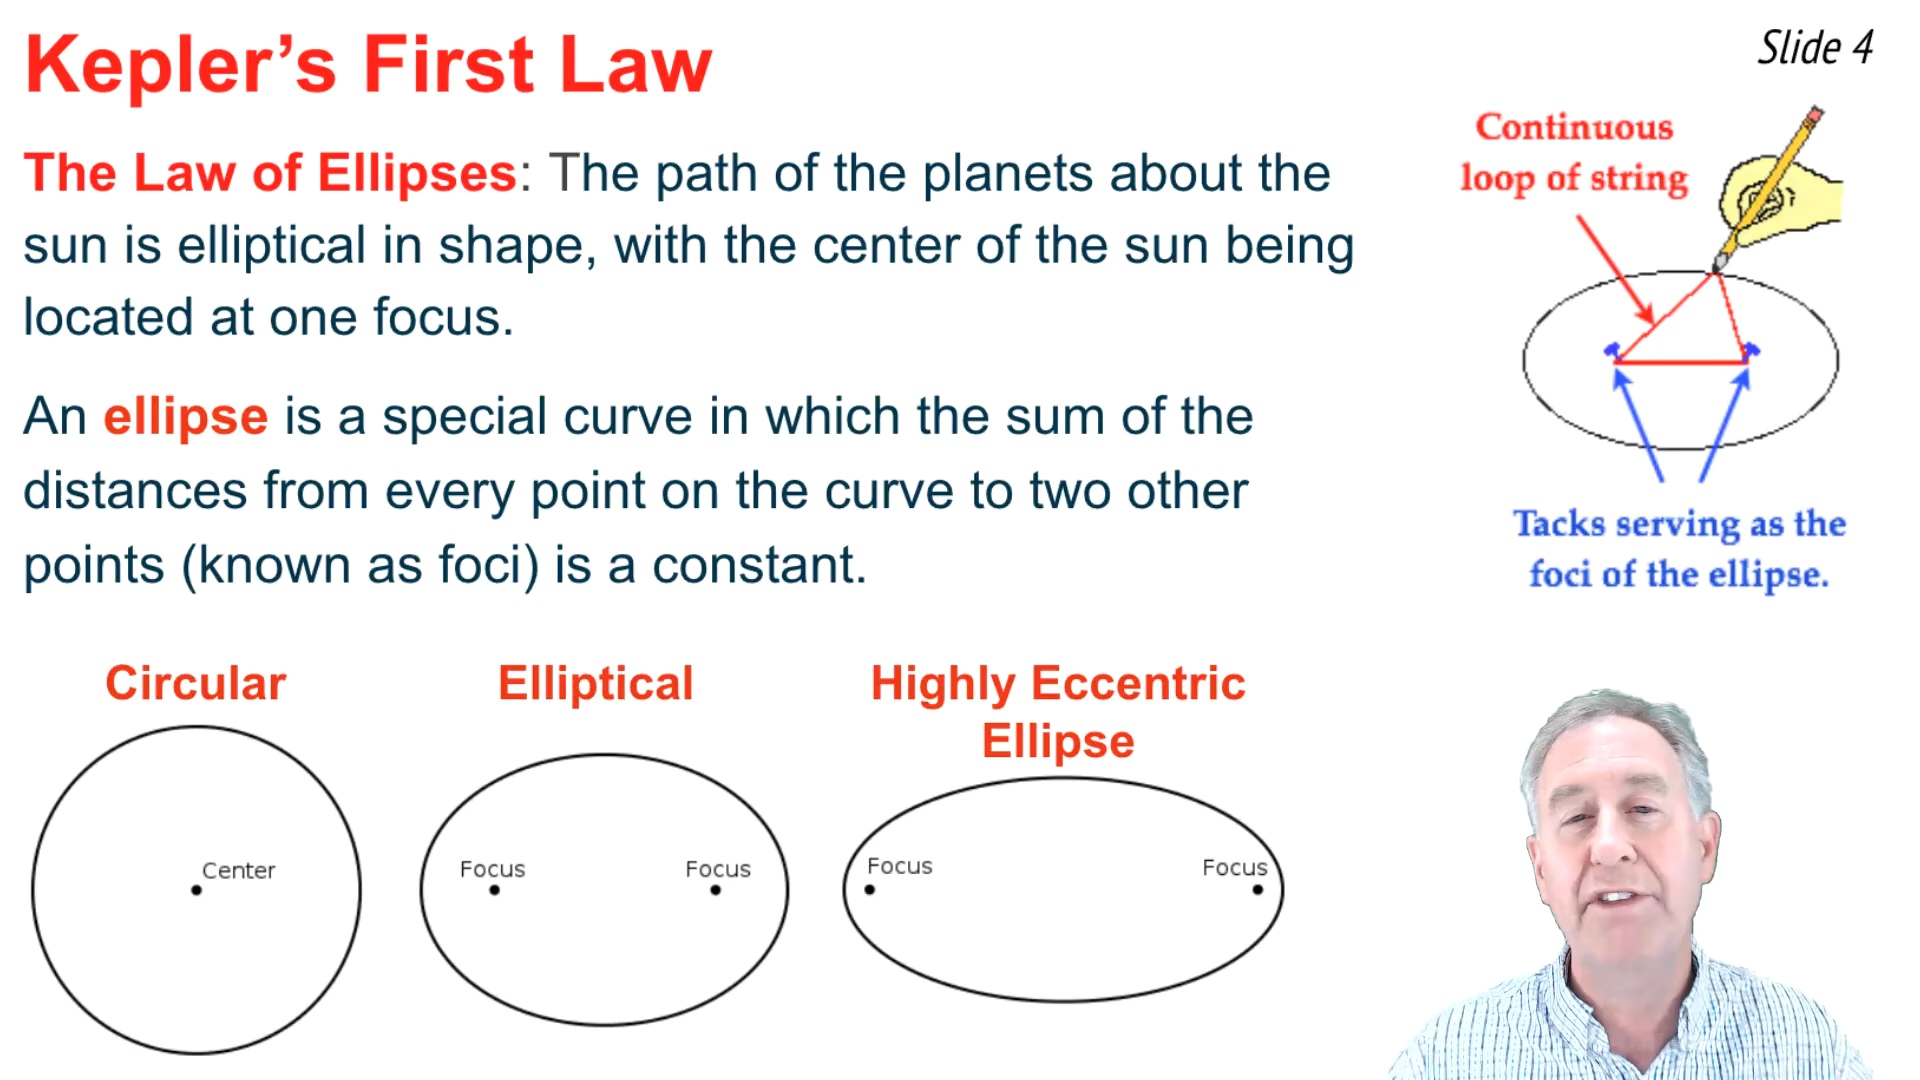 Kepler’s First Law
Slide 4
The Law of Ellipses: The path of the planets about the
sun is elliptical in shape, with the center of the sun being
located at one focus.
An ellipse is a special curve in which the sum of the
distances from every point on the curve to two other
points (known as foci) is a constant.
Continuous
loop of string
Tacks serving as the
foci of the ellipse.
Circular
Center
Elliptical
Focus
Focus
Highly Eccentric
Ellipse
Focus
Focus